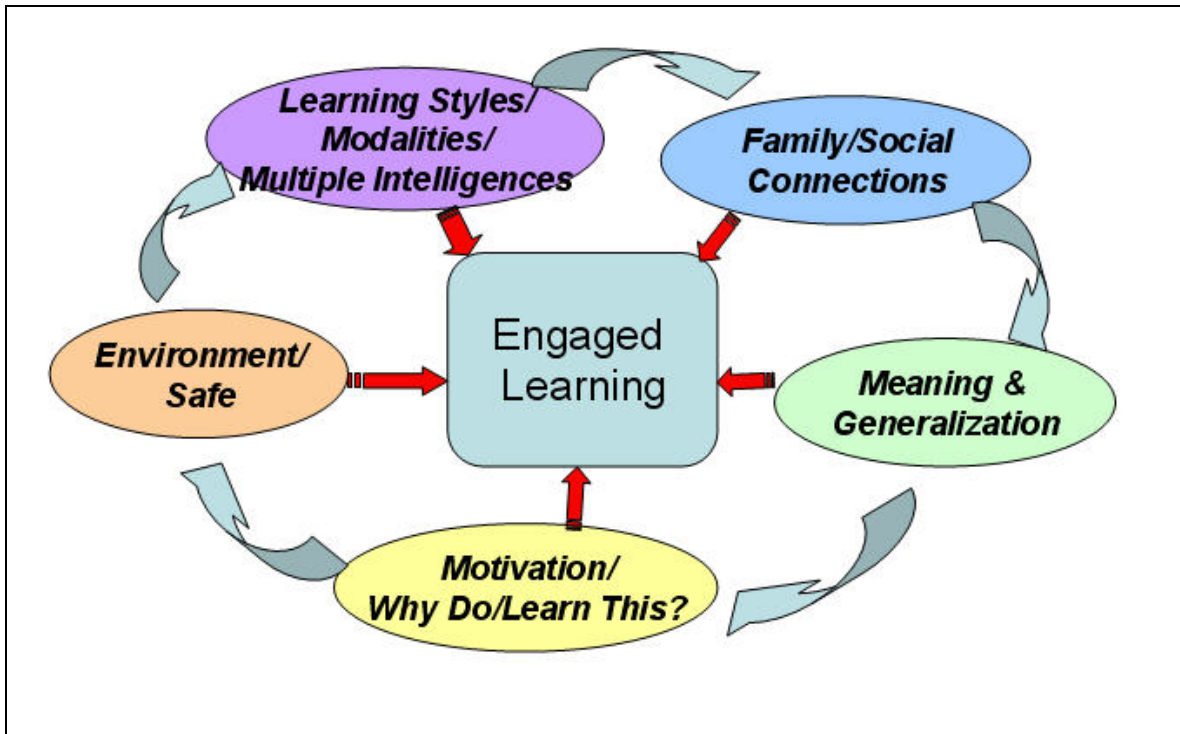 Learning Styles/
Modalities/
Multiple Intelligences
Family/Social
Connections
Engaged
Learning
Environment/
Safe
Meaning &
Generalization
Motivation/
Why Do/Learn This?